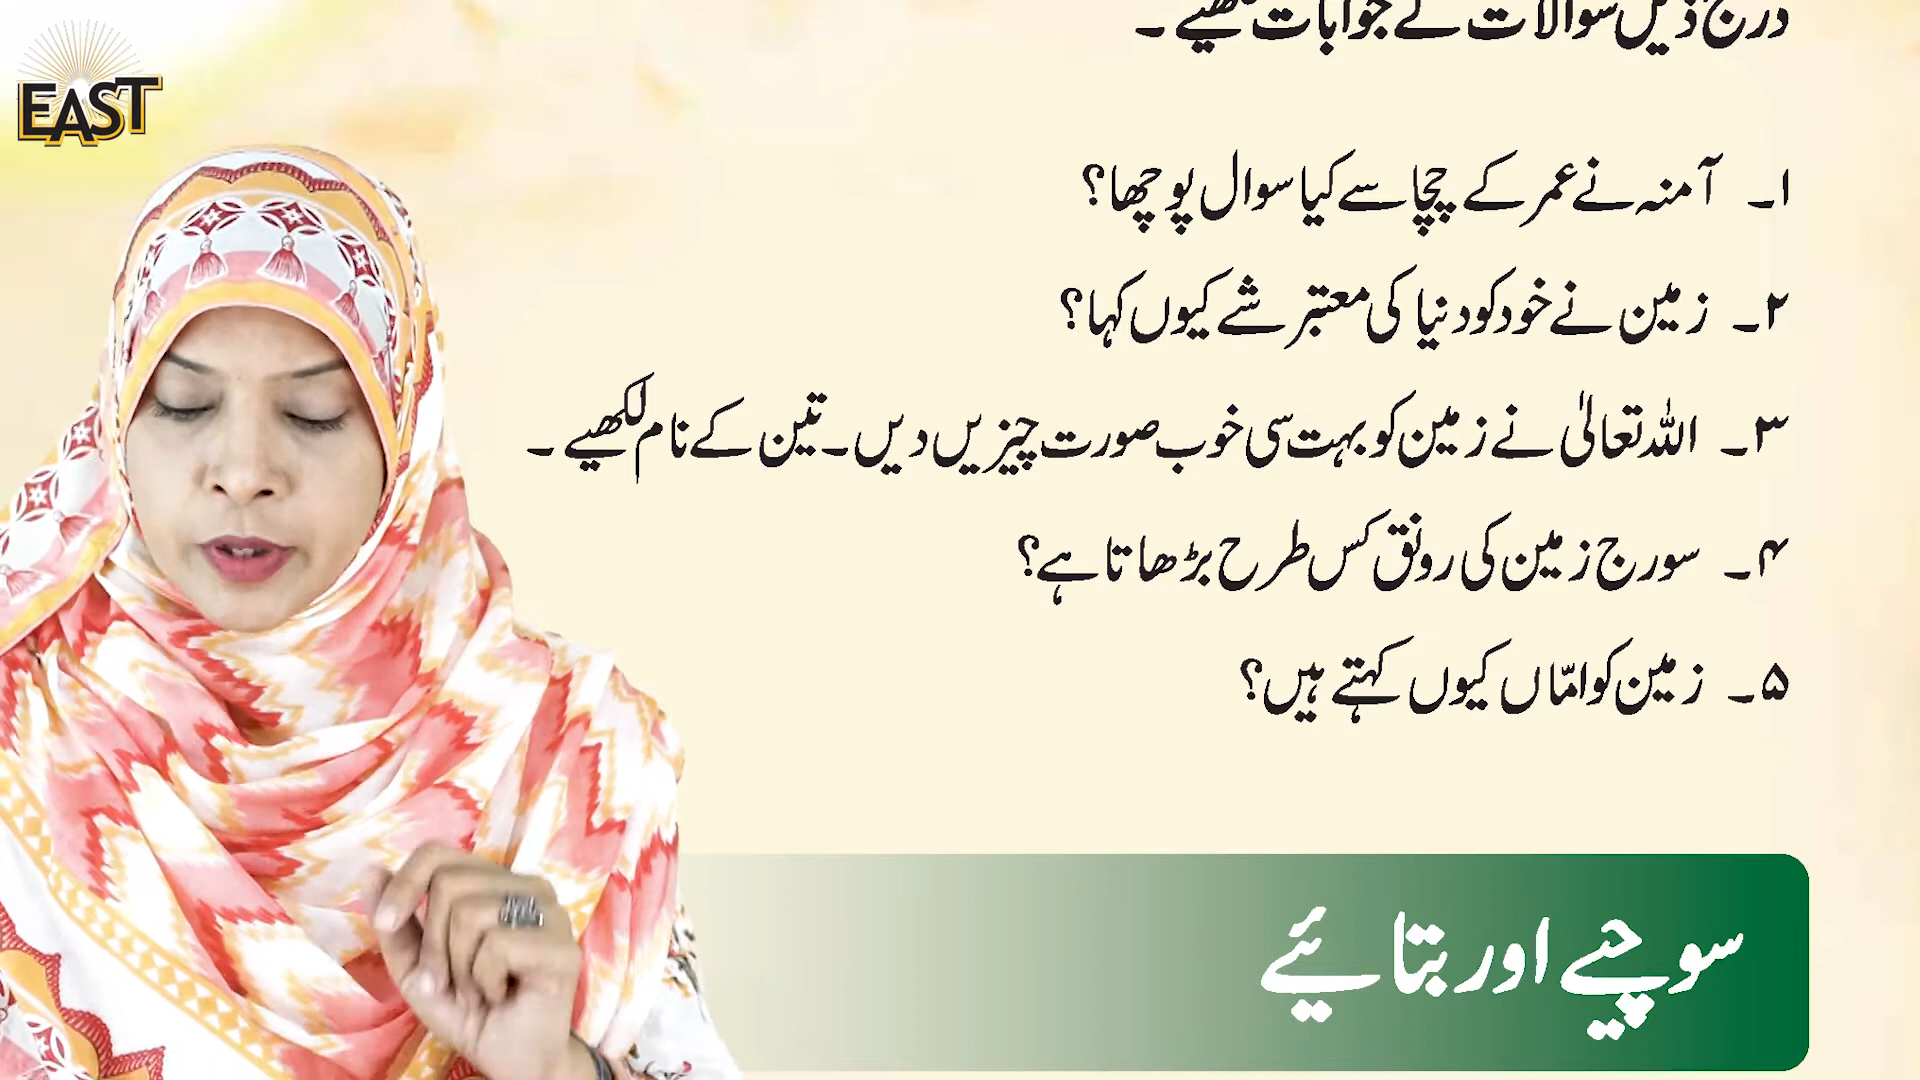 EAST
درج ذیل سوالات کے جوابات لکھیے ۔
۱۔ آمنہ نے عمر کے چچا سے کیا سوال پوچھا؟
۲۔ زمین نے خود کو دنیا کی معتبر شے کیوں کہا؟
۳۔ اللہ تعالیٰ نے زمین کو بہت سی خوب صورت چیزیں دیں۔ تین کے نام لکھیے ۔
۴۔ سورج زمین کی رونق کس طرح بڑھاتا ہے؟
۵۔ زمین کو امّاں کیوں کہتے ہیں؟
سوچیے اور بتائیے